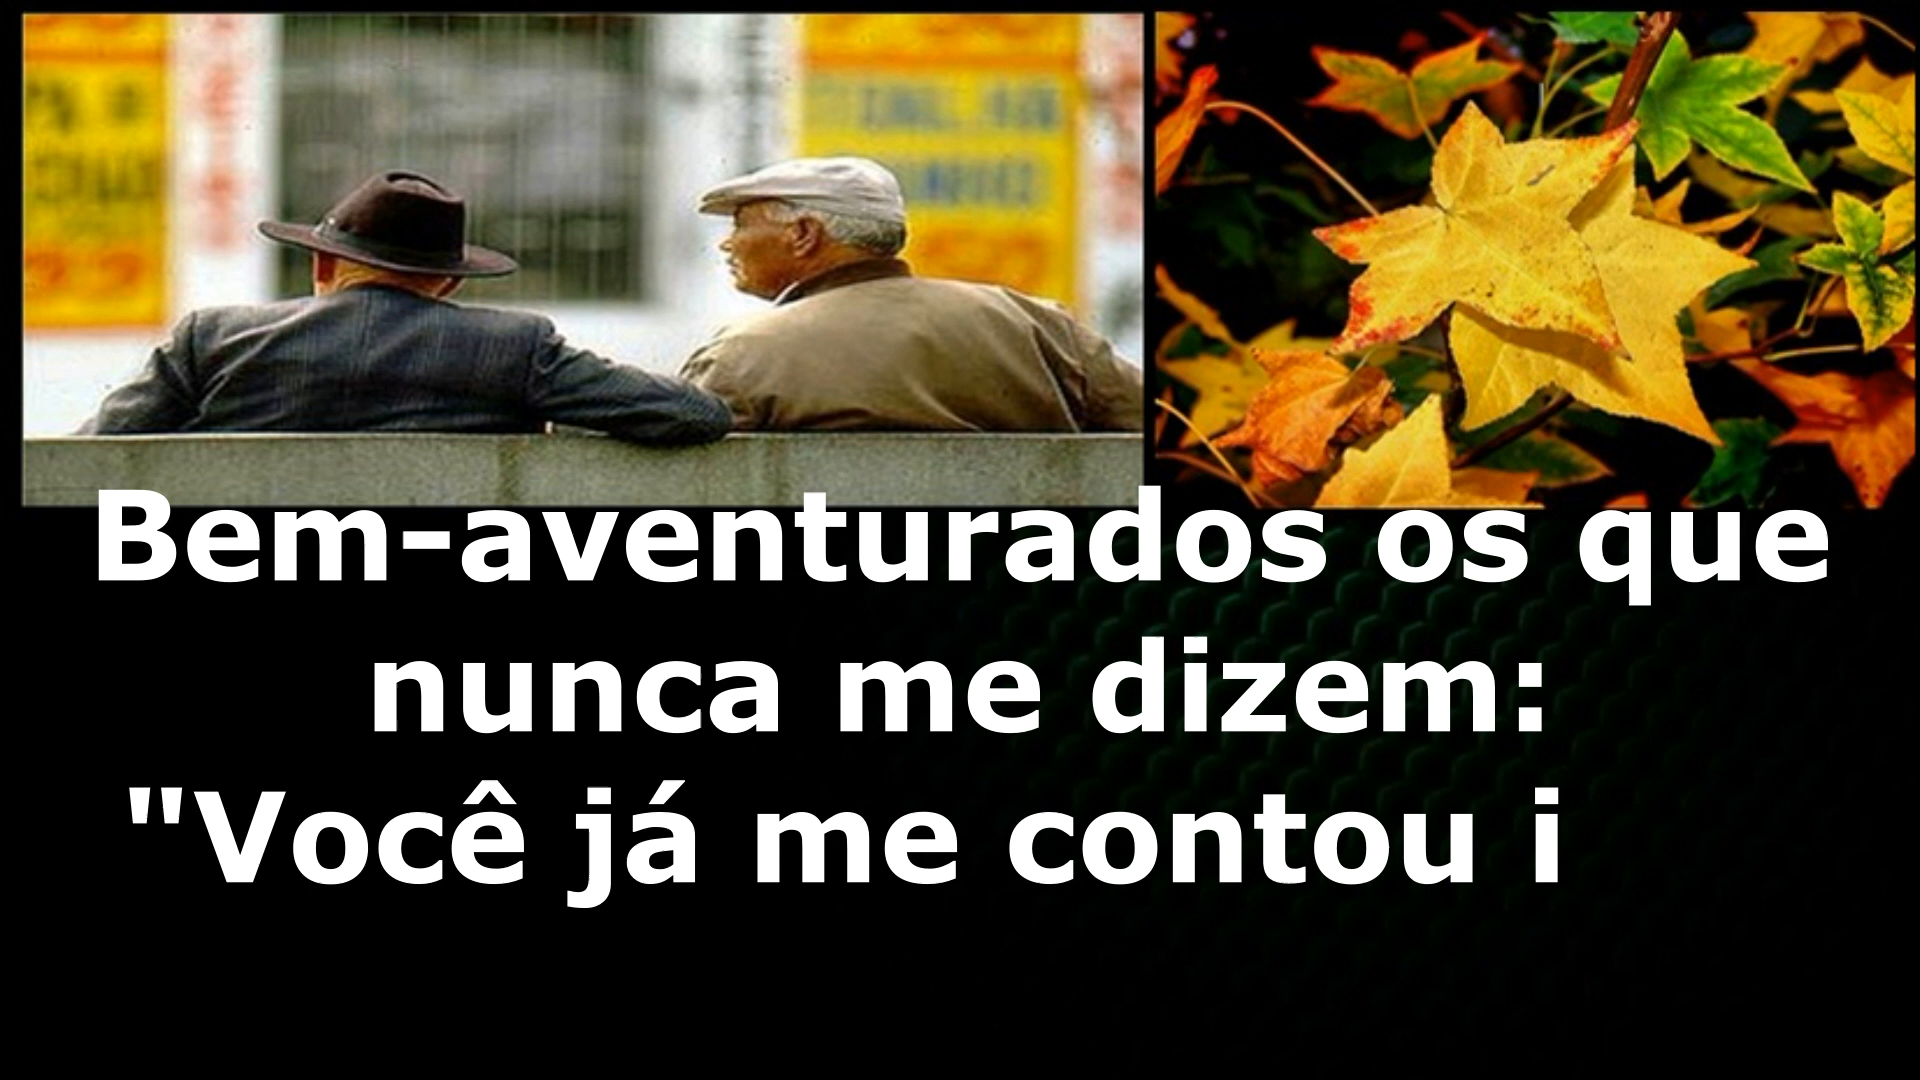 Bem-aventurados os que
nunca me dizem:
"Você já me contou i